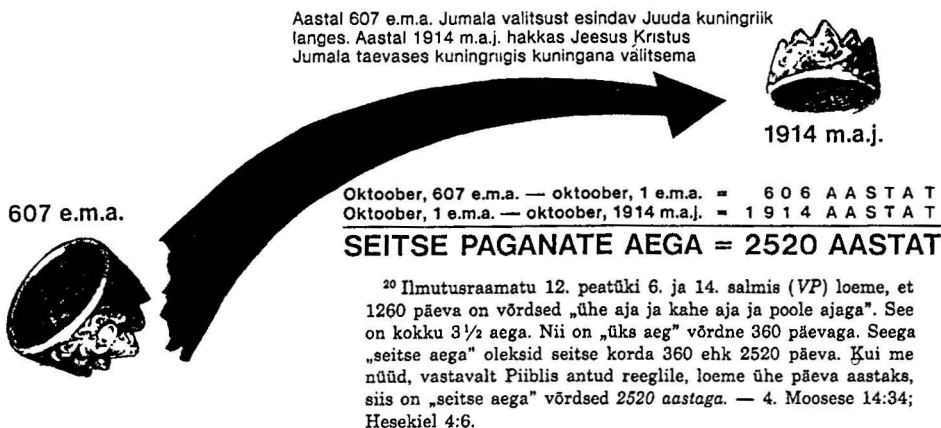 Aastal 607 e.m.a. Jumala valitsust esindav Juuda kuningriik
langes. Aastal 1914 m.a.j. hakkas Jeesus Kristus
Jumala taevases kuningriigis kuningana välitsema
1914 m.a.j.
607 e.m.a.
Oktoober, 607 e.m.a. — oktoober, 1 e.m.a. = 606 AASTAT
Oktoober, 1 e.m.a. — oktoober, 1914 m.a.j. = 1914 AASTAT
SEITSE PAGANATE AEGA = 2520 AASTAT
20 Ilmutusraamatu 12. peatüki 6. ja 14. salmis (VP) loeme, et
1260 päeva on võrdsed „ühe aja ja kahe aja ja poole ajaga”. See
on kokku 3½ aega. Nii on „üks aeg” võrdne 360 päevaga. Seega
„seitse aega” oleksid seitse korda 360 ehk 2520 päeva. Kui me
nüüd, vastavalt Piiblis antud reeglile, loeme ühe päeva aastaks,
siis on „seitse aega” võrdsed 2520 aastaga. — 4. Moosese 14:34;
Hesekiel 4:6.